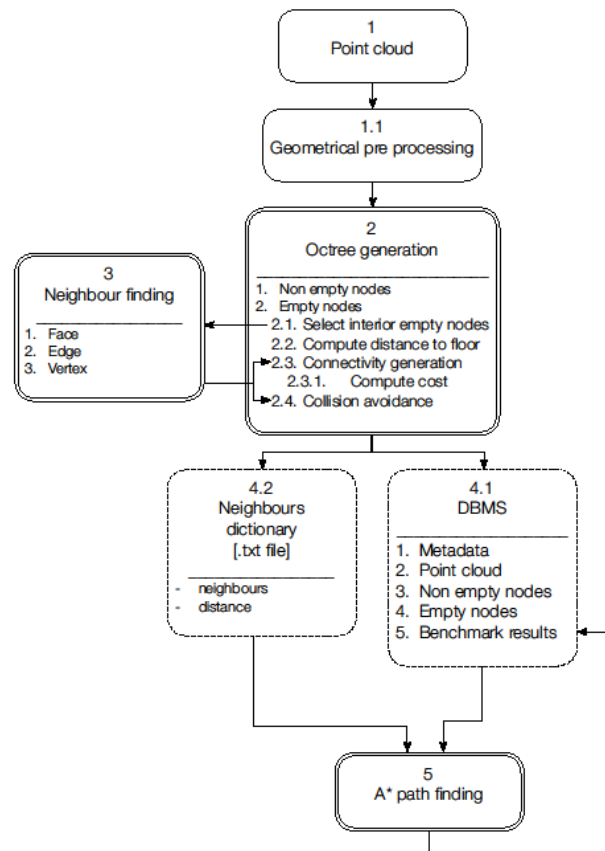 1
Point cloud
1.1
Geometrical pre processing
2
Octree generation
1. Non empty nodes
2. Empty nodes
2.1. Select interior empty nodes
2.2. Compute distance to floor
2.3. Connectivity generation
2.3.1. Compute cost
2.4. Collision avoidance
3
Neighbour finding
1. Face
2. Edge
3. Vertex
4.2
Neighbours
dictionary
[.txt file]
- neighbours
- distance
4.1
DBMS
1. Metadata
2. Point cloud
3. Non empty nodes
4. Empty nodes
5. Benchmark results
5
A* path finding